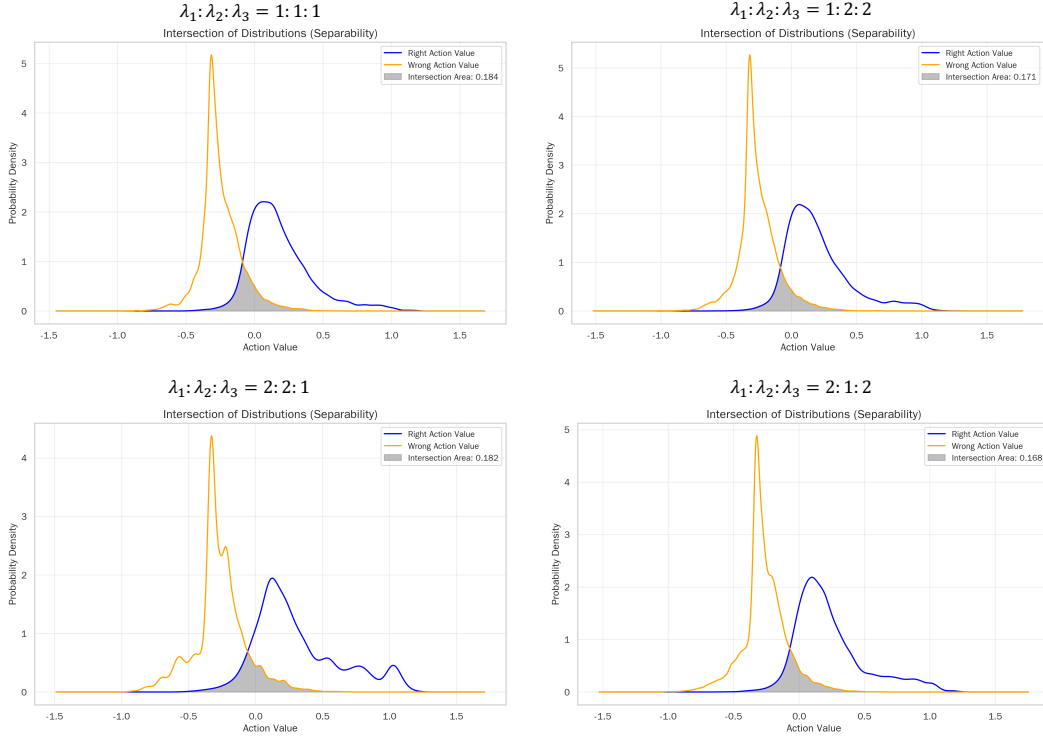 λ₁:λ₂:λ₃ = 1:1:1
Intersection of Distributions (Separability)
Right Action Value
Wrong Action Value
Intersection Area: 0.184
Probability Density
5
4
3
2
1
0
-1.5 -1.0 -0.5 0.0 0.5 1.0 1.5
Action Value
λ₁:λ₂:λ₃ = 1:2:2
Intersection of Distributions (Separability)
Right Action Value
Wrong Action Value
Intersection Area: 0.171
Probability Density
5
4
3
2
1
0
-1.5 -1.0 -0.5 0.0 0.5 1.0 1.5
Action Value
λ₁:λ₂:λ₃ = 2:2:1
Intersection of Distributions (Separability)
Right Action Value
Wrong Action Value
Intersection Area: 0.182
Probability Density
4
3
2
1
0
-1.5 -1.0 -0.5 0.0 0.5 1.0 1.5
Action Value
λ₁:λ₂:λ₃ = 2:1:2
Intersection of Distributions (Separability)
Right Action Value
Wrong Action Value
Intersection Area: 0.168
Probability Density
5
4
3
2
1
0
-1.5 -1.0 -0.5 0.0 0.5 1.0 1.5
Action Value